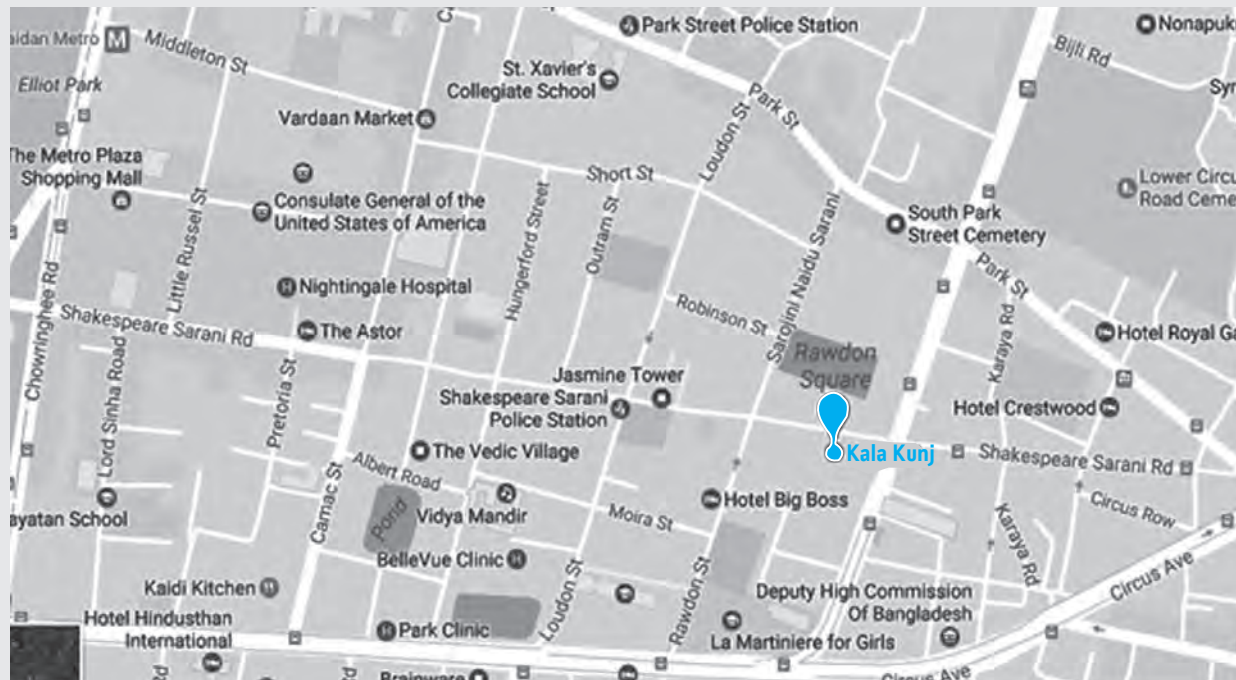 aidan Metro
M
Middleton St
Elliot Park
Park Street Police Station
Nonapuk
Bijli Rd
Syr
St. Xavier's
Collegiate School
Park St
Vardaan Market
Loudon St
The Metro Plaza
Shopping Mall
Short St
Lower Circu
Road Ceme
Little Russel St
Consulate General of the
United States of America
Hungerford Street
Outram St
Sarojini Naidu Sarani
South Park
Street Cemetery
Park St
Chowringhee Rd
Nightingale Hospital
Robinson St
Karaya Rd
Shakespeare Sarani Rd
The Astor
Hotel Royal Ga
Rawdon
Square
Lord Sinha Road
Pretoria St
Jasmine Tower
Shakespeare Sarani
Police Station
Hotel Crestwood
Kala Kunj
Shakespeare Sarani Rd
The Vedic Village
Albert Road
Camac St
Pond
Vidya Mandir
Moira St
Hotel Big Boss
Circus Row
ayatan School
Karaya Rd
BelleVue Clinic
Circus Ave
Kaidi Kitchen
Loudon St
Rawdon St
Deputy High Commission
Of Bangladesh
Hotel Hindusthan
International
Park Clinic
La Martiniere for Girls
Brainware
Circus Ave